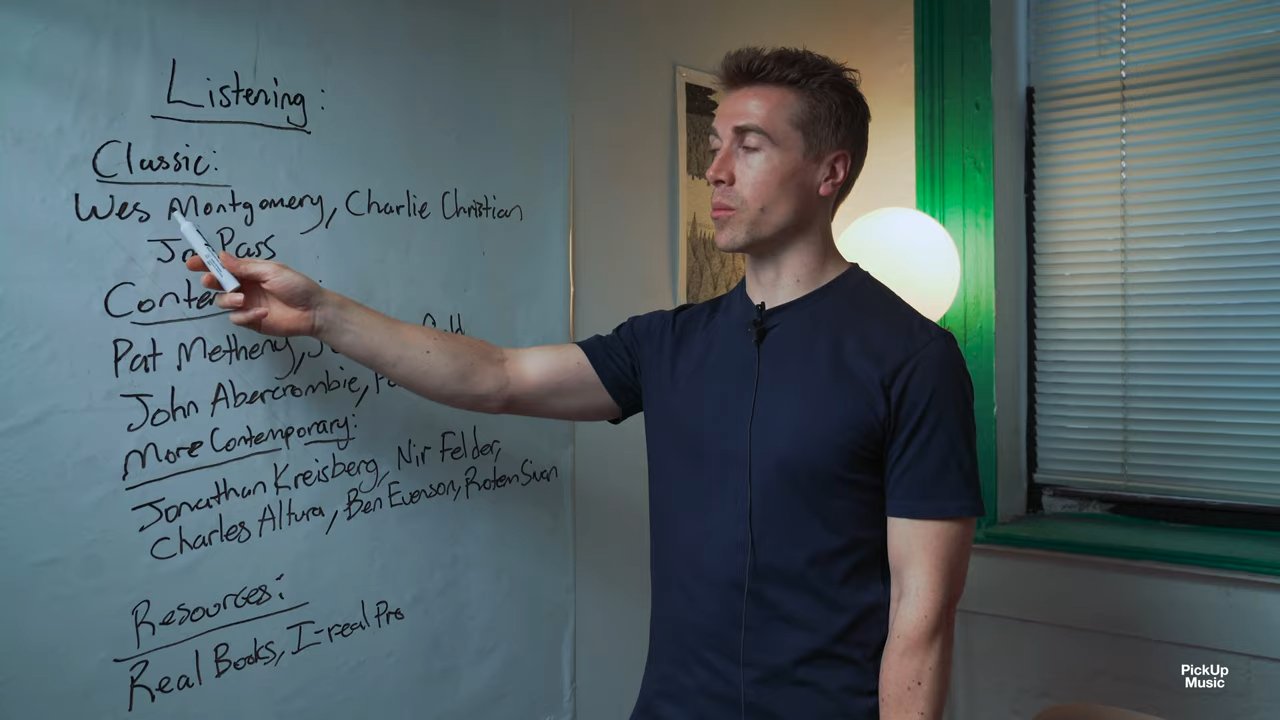 Listening:
Classic:
Wes Montgomery, Charlie Christian
Pass
Pat Metheny,
John Abercrombie,
More Contemporary:
Jonathan Kreisberg, Nir Felder,
Charles Altura, Ben Evenson, Rotem Sivan
Resources:
Real Books, I-real Pro
PickUp
Music